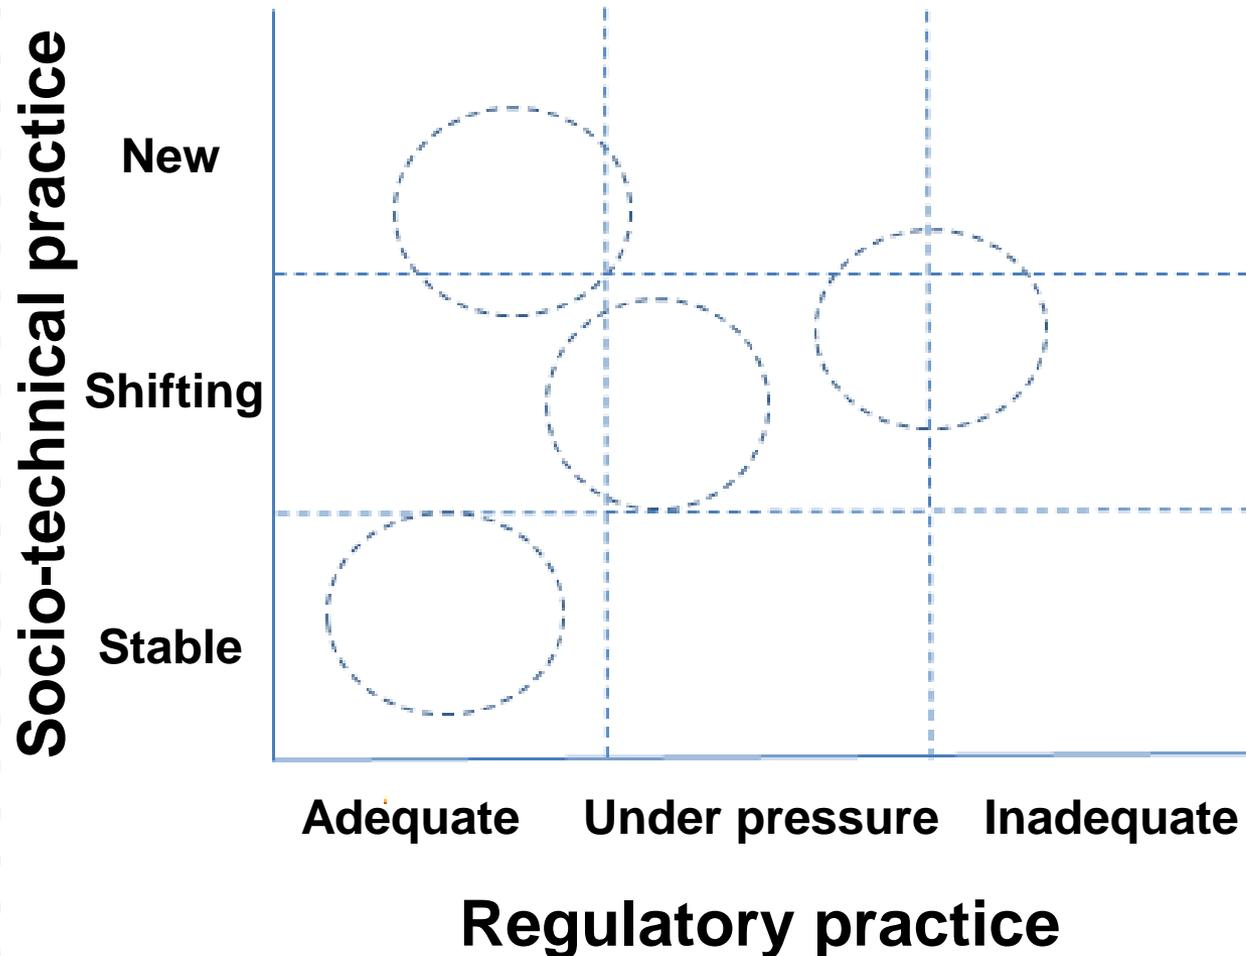 Socio-technical practice
New
Shifting
Stable
Adequate Under pressure Inadequate
Regulatory practice